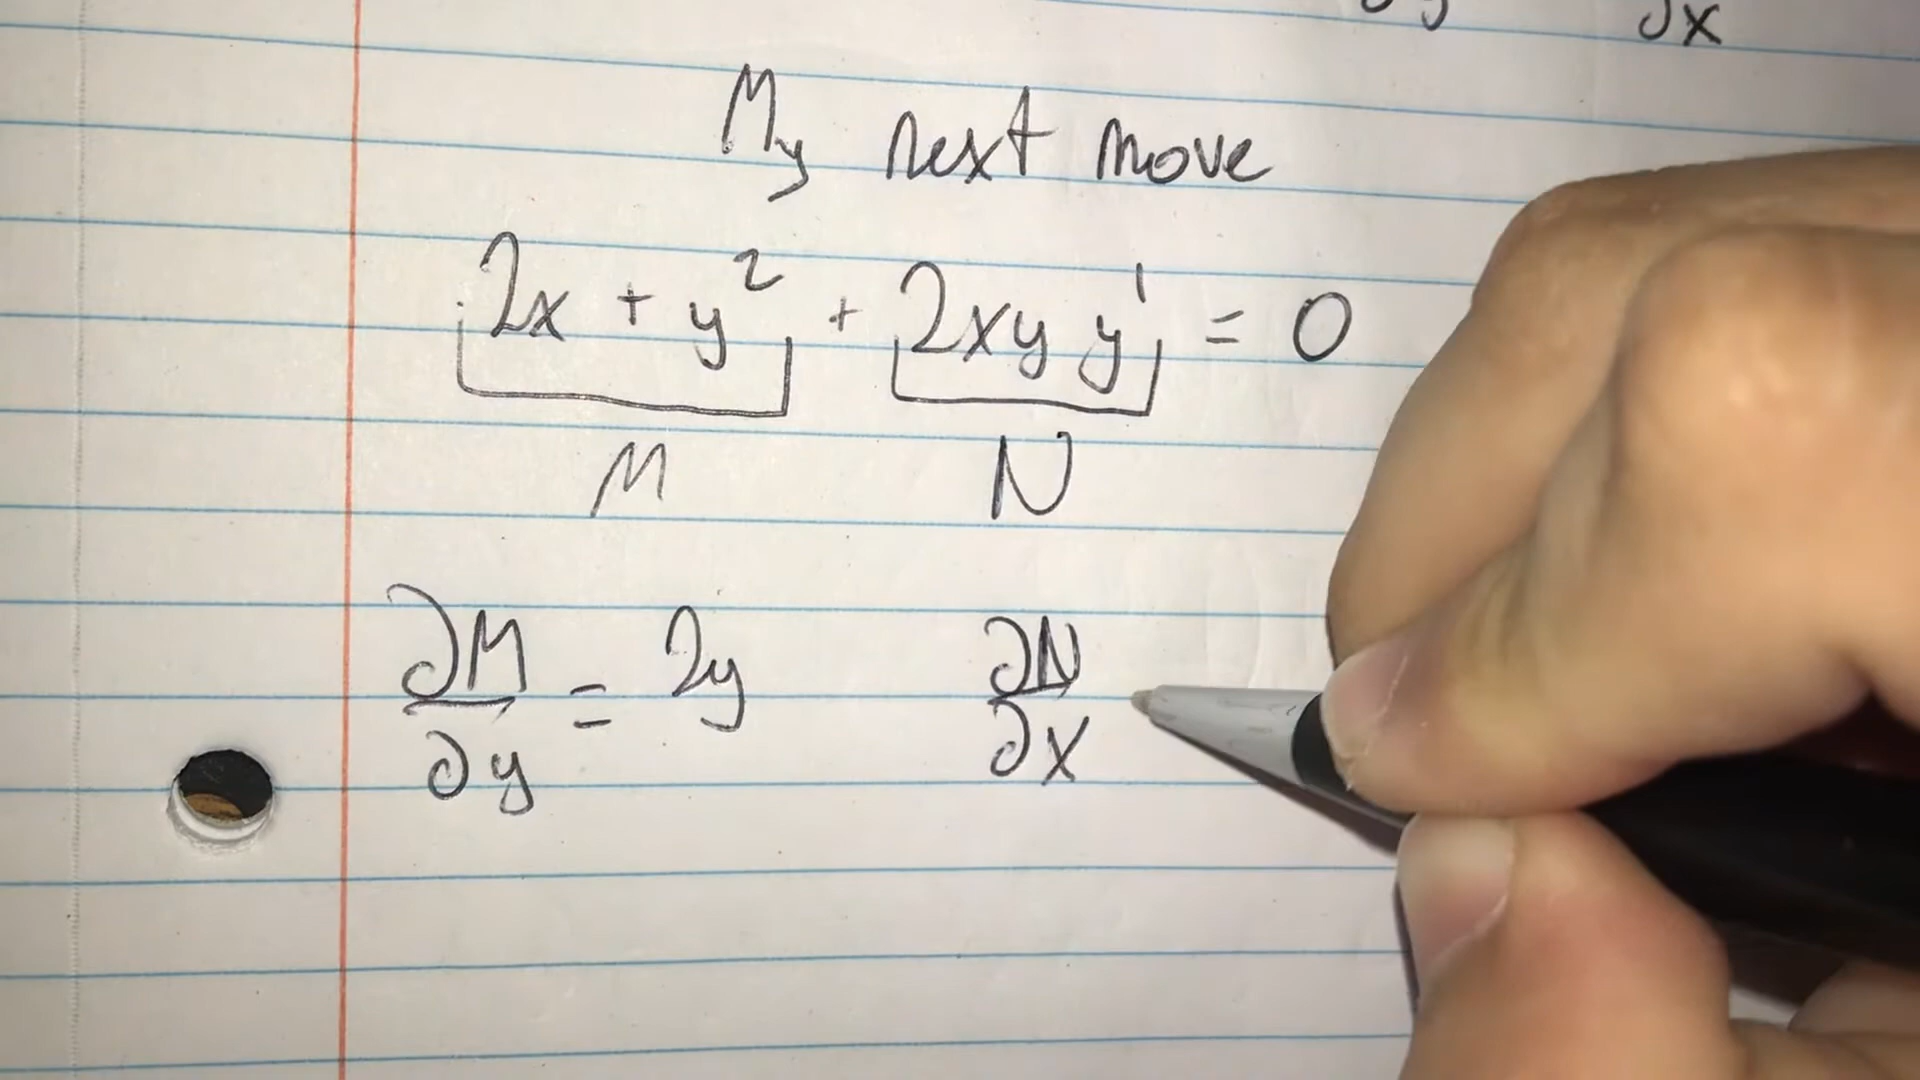 ∂x
My next move
2x + y² + 2xy y' = 0
M N
∂M/∂y = 2y ∂N/∂x